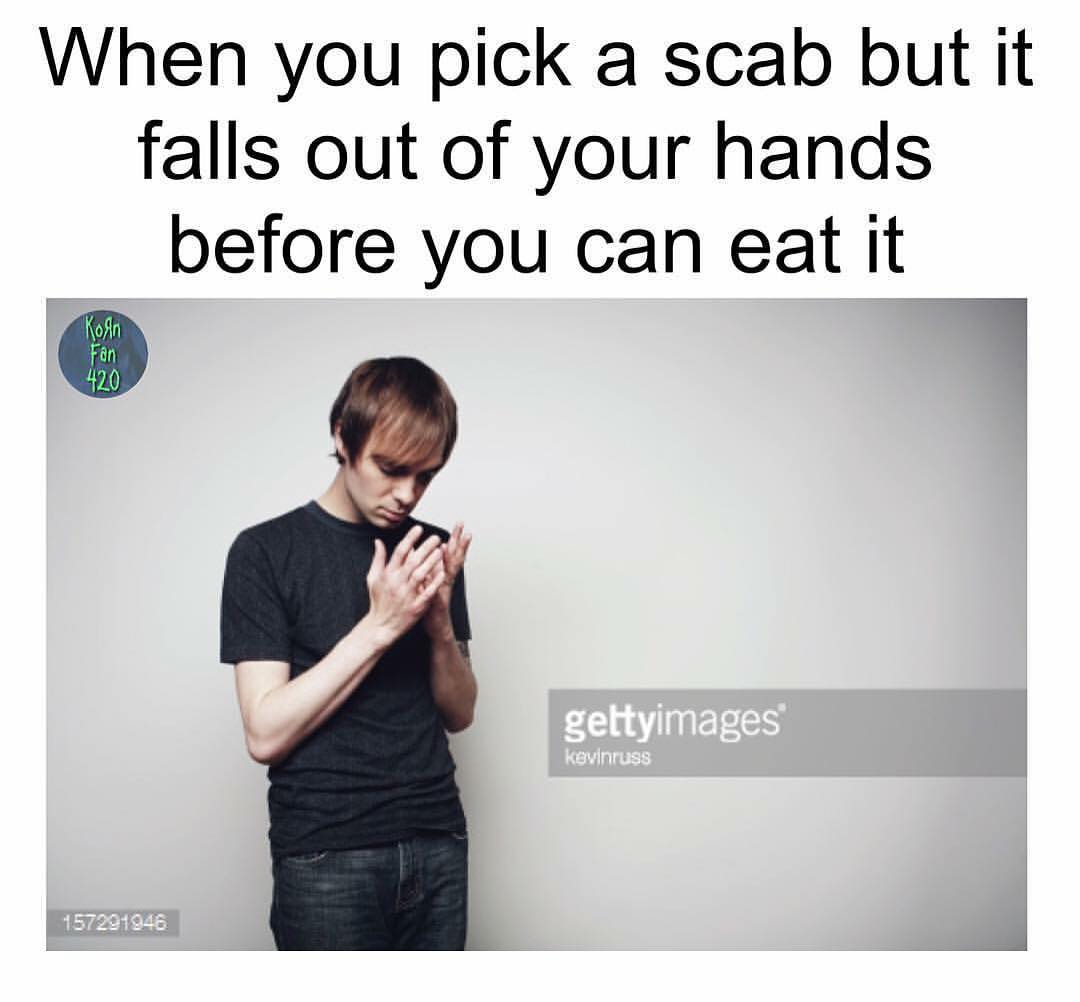 When you pick a scab but it
falls out of your hands
before you can eat it
KoЯn
Fan
420
gettyimages®
kevinruss
157291946